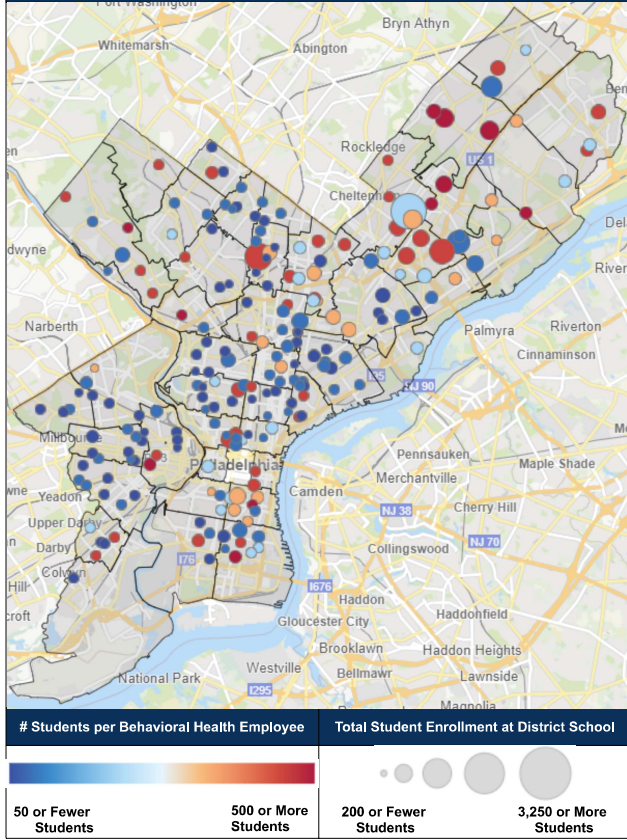 Fort Washington
Bryn Athyn
Whitemarsh
Abington
Rockledge
US 1
Cheltenham
Narberth
Palmyra
Riverton
Cinnaminson
I95
SJ 90
Pennsauken
Merchantville
Maple Shade
Philadelphia
Millbourne
Yeadon
Camden
Cherry Hill
NJ 38
NJ 70
Upper Darby
Darby
Collingswood
I76
Colwyn
I676
Haddon
Haddonfield
Gloucester City
Brooklawn
Haddon Heights
Westville
Bellmawr
Lawnside
National Park
I295
Magnolia
# Students per Behavioral Health Employee
Total Student Enrollment at District School
50 or Fewer
Students
500 or More
Students
200 or Fewer
Students
3,250 or More
Students